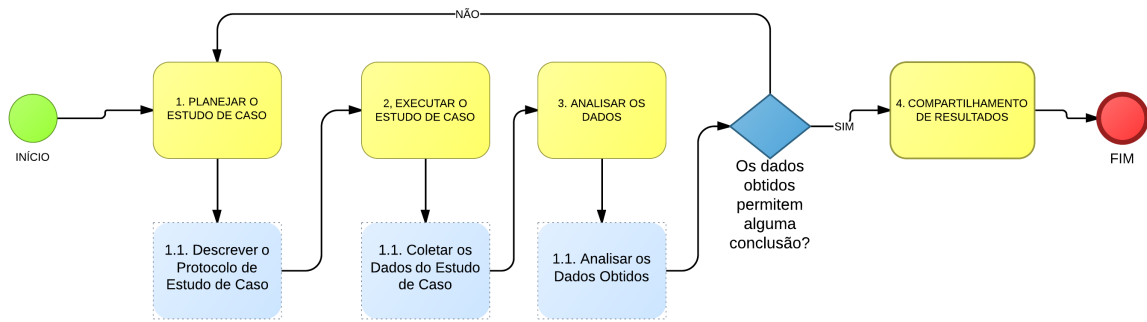 NÃO
INÍCIO
1. PLANEJAR O
ESTUDO DE CASO
2, EXECUTAR O
ESTUDO DE CASO
3. ANALISAR OS
DADOS
SIM
4. COMPARTILHAMENTO
DE RESULTADOS
FIM
Os dados
obtidos
permitem
alguma
conclusão?
1.1. Descrever o
Protocolo de
Estudo de Caso
1.1. Coletar os
Dados do Estudo
de Caso
1.1. Analisar os
Dados Obtidos